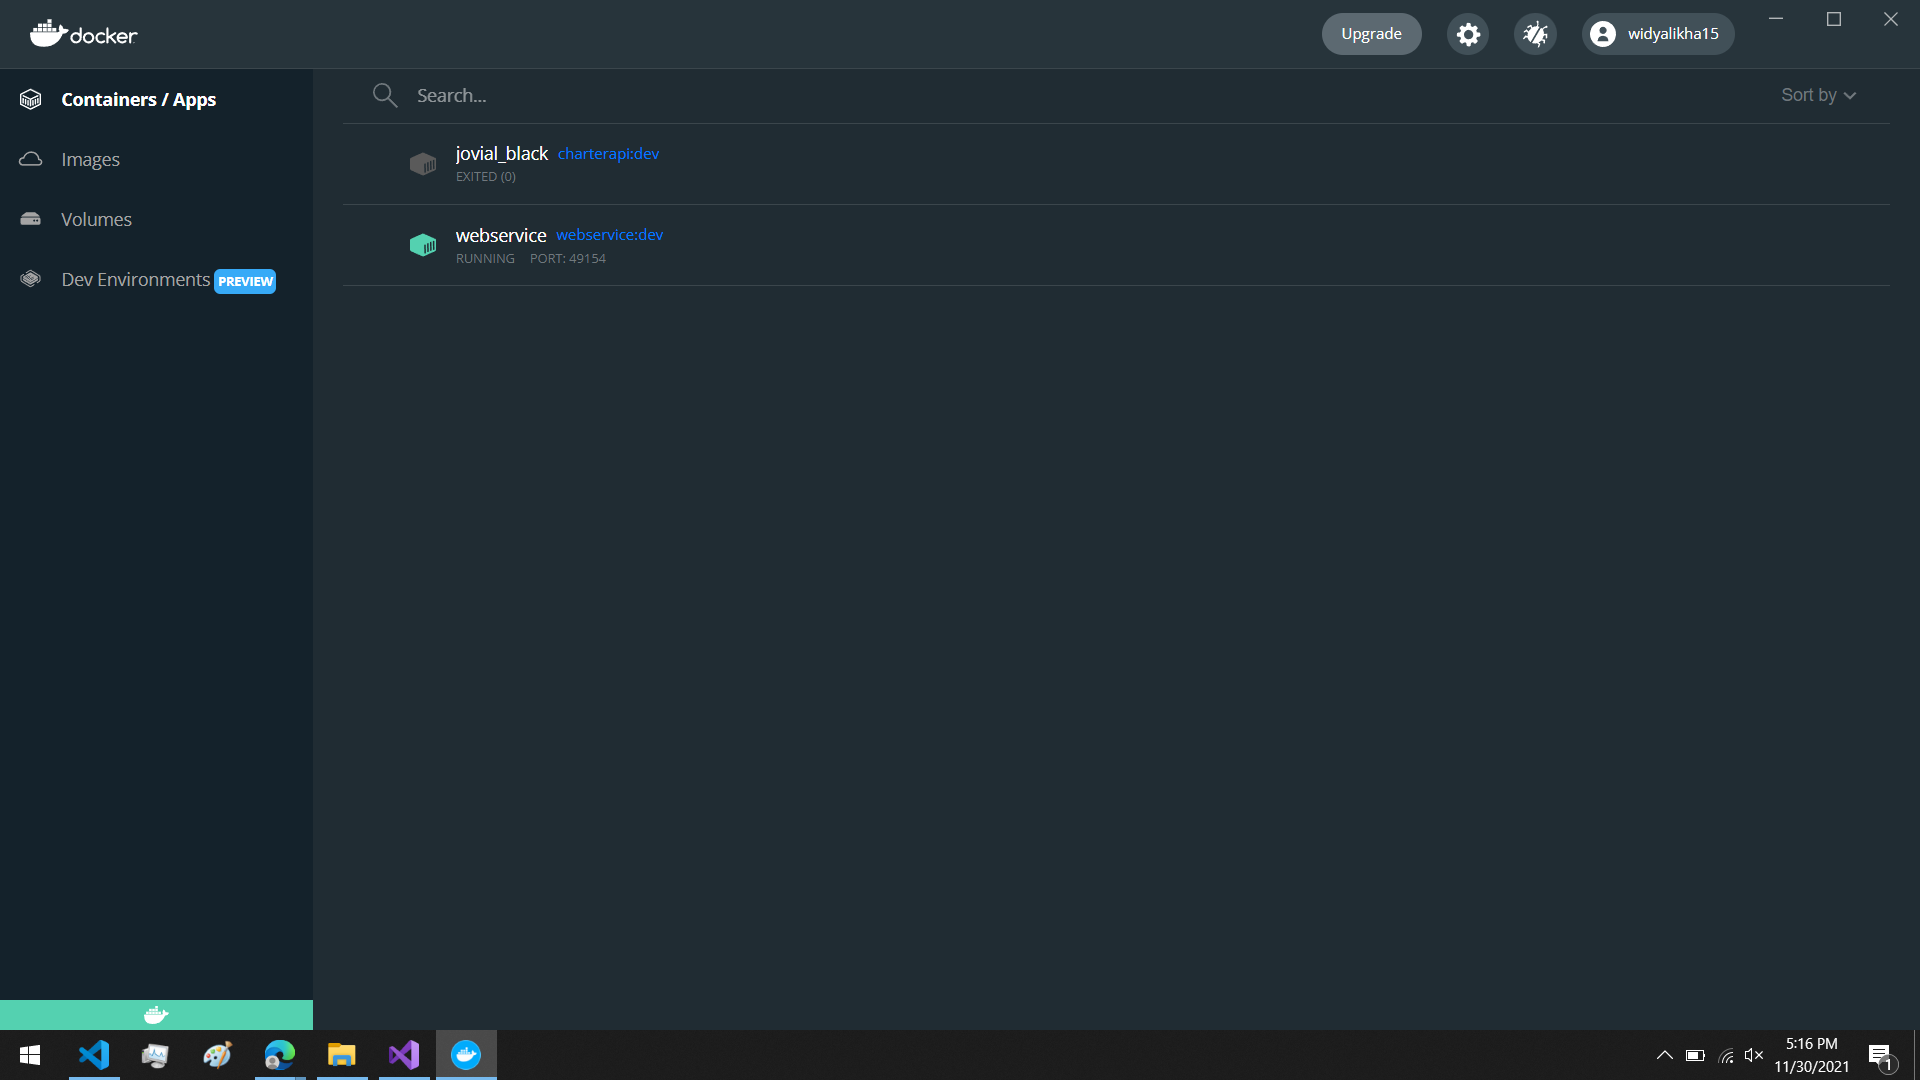 docker
Upgrade
widyalikha15
Containers / Apps
Images
Volumes
Dev Environments PREVIEW
Search...
Sort by
jovial_black charterapi:dev
EXITED (0)
webservice webservice:dev
RUNNING PORT: 49154
5:16 PM
11/30/2021
1